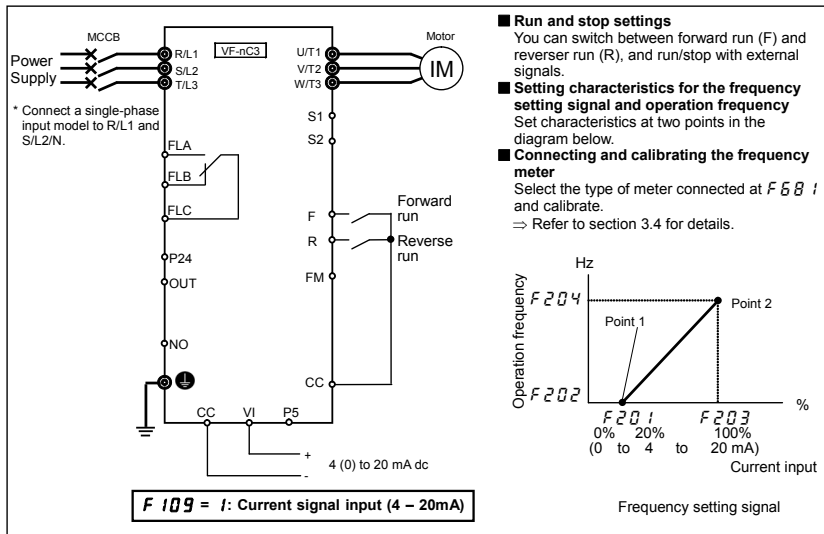 MCCB
Power
Supply
R/L1
S/L2
T/L3
VF-nC3
U/T1
V/T2
W/T3
Motor
IM
* Connect a single-phase
input model to R/L1 and
S/L2/N.
S1
S2
FLA
FLB
FLC
P24
OUT
NO
F
R
FM
CC
Forward
run
Reverse
run
CC
VI
P5
+
-
4 (0) to 20 mA dc
F109 = 1: Current signal input (4 – 20mA)
■ Run and stop settings
You can switch between forward run (F) and
reverser run (R), and run/stop with external
signals.
■ Setting characteristics for the frequency
setting signal and operation frequency
Set characteristics at two points in the
diagram below.
■ Connecting and calibrating the frequency
meter
Select the type of meter connected at F681
and calibrate.
⇒ Refer to section 3.4 for details.
Hz
Operation frequency
F204
F202
Point 1
Point 2
%
F201 F203
0% 20% 100%
(0 to 4 to 20 mA)
Current input
Frequency setting signal